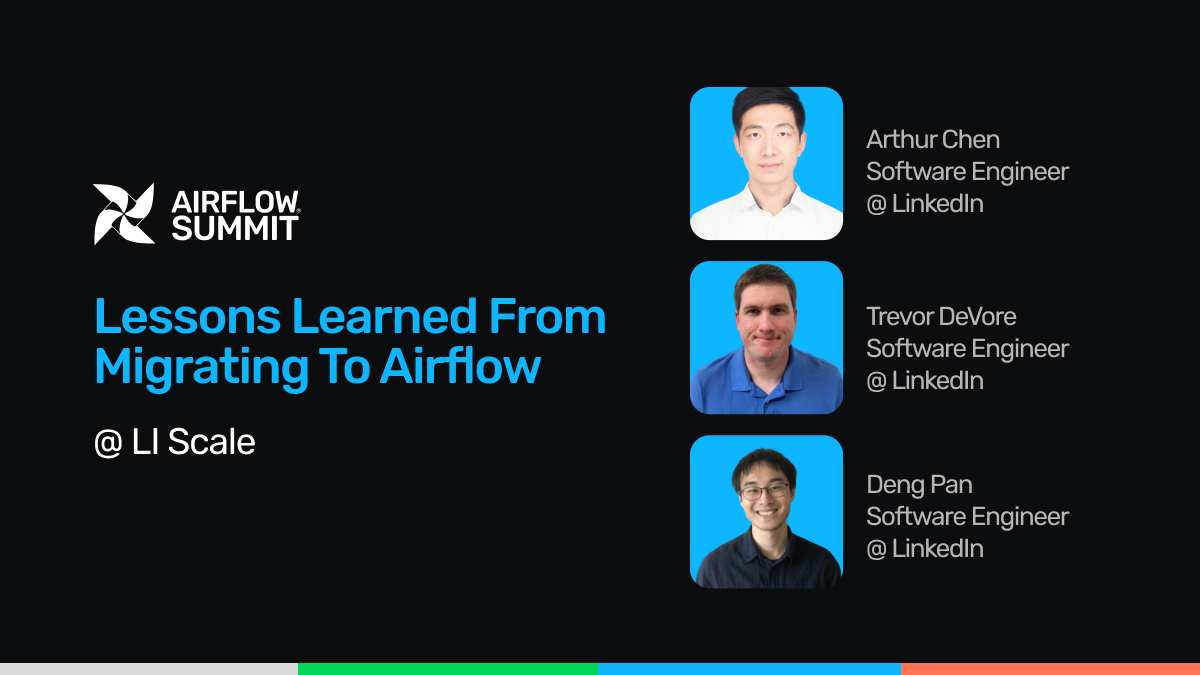 AIRFLOW
SUMMIT®
Lessons Learned From
Migrating To Airflow
@ LI Scale
Arthur Chen
Software Engineer
@ LinkedIn
Trevor DeVore
Software Engineer
@ LinkedIn
Deng Pan
Software Engineer
@ LinkedIn